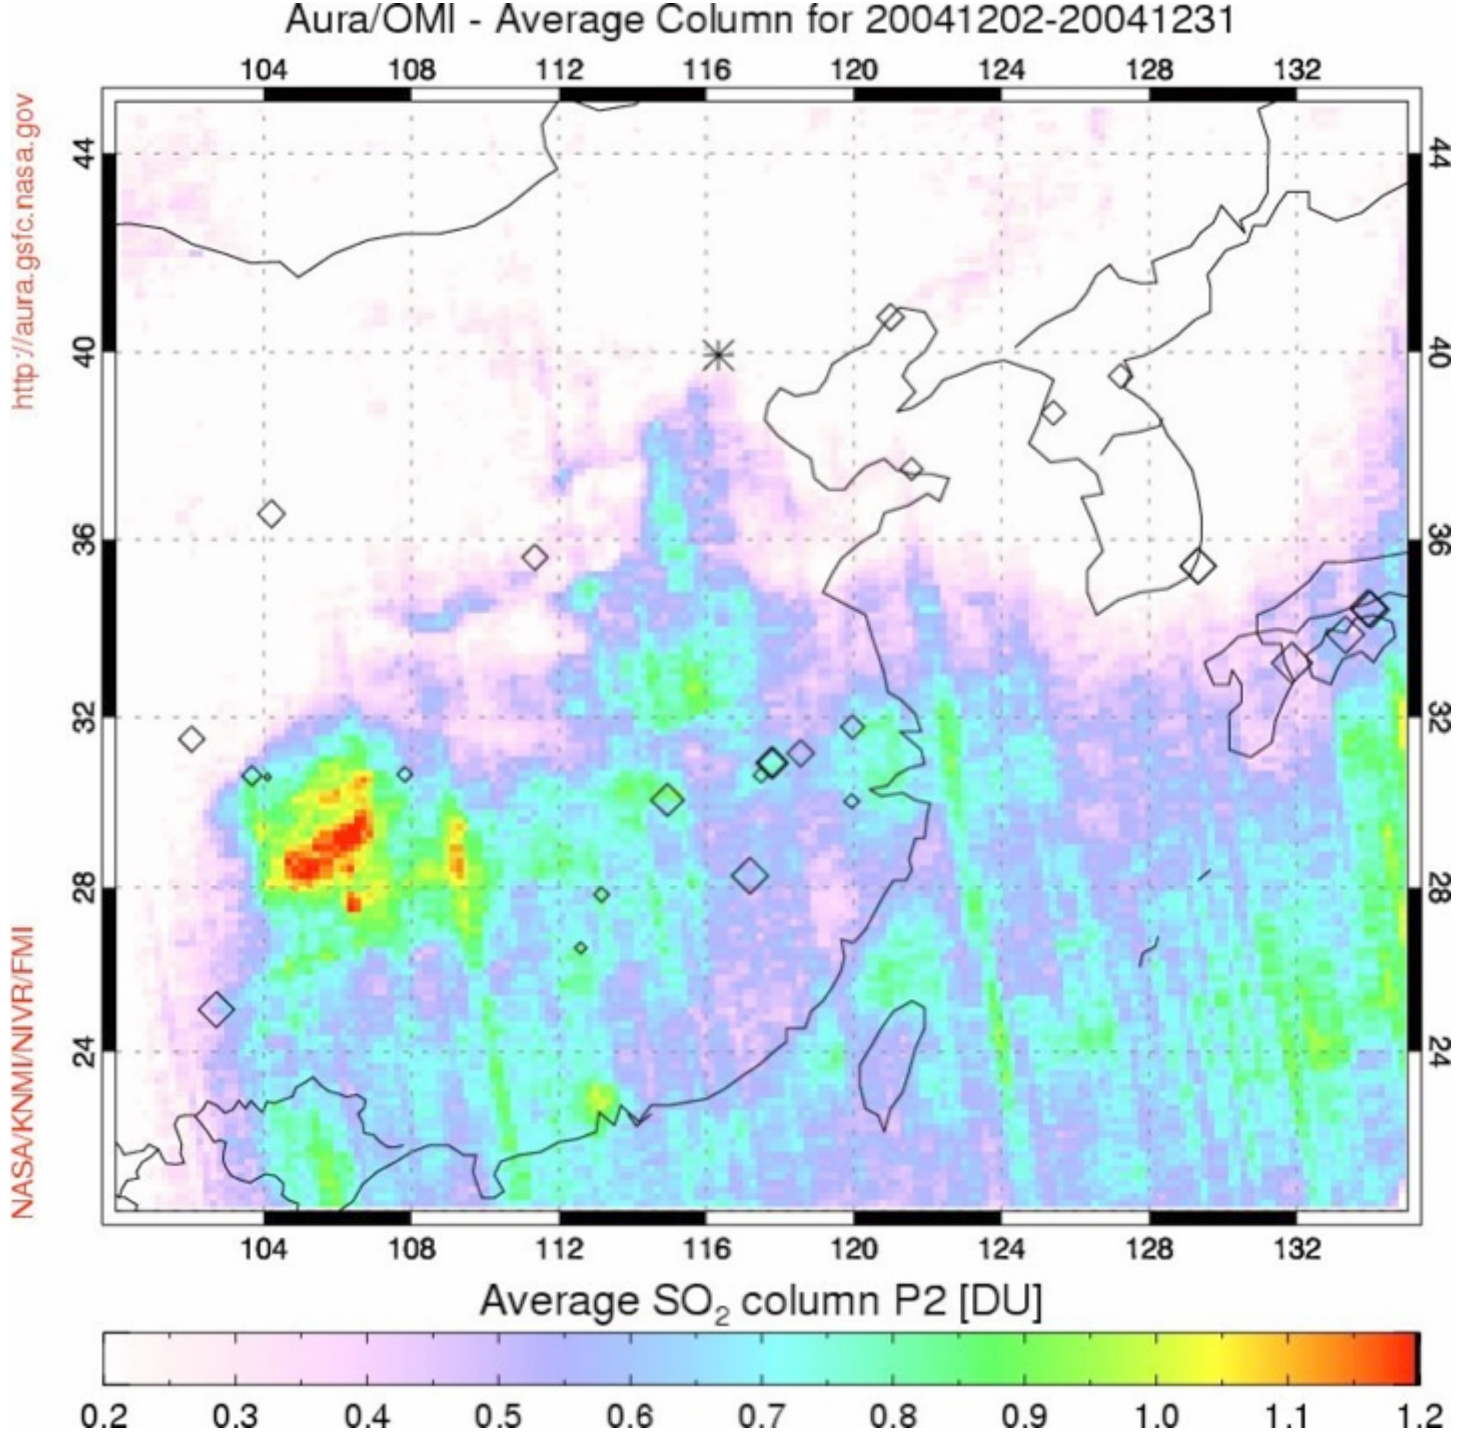 Aura/OMI - Average Column for 20041202-20041231
104 108 112 116 120 124 128 132
http://aura.gsfc.nasa.gov
NASA/KNMI/NIVR/FMI
44 44
40 40
36 36
32 32
28 28
24 24
104 108 112 116 120 124 128 132
Average SO₂ column P2 [DU]
0.2 0.3 0.4 0.5 0.6 0.7 0.8 0.9 1.0 1.1 1.2